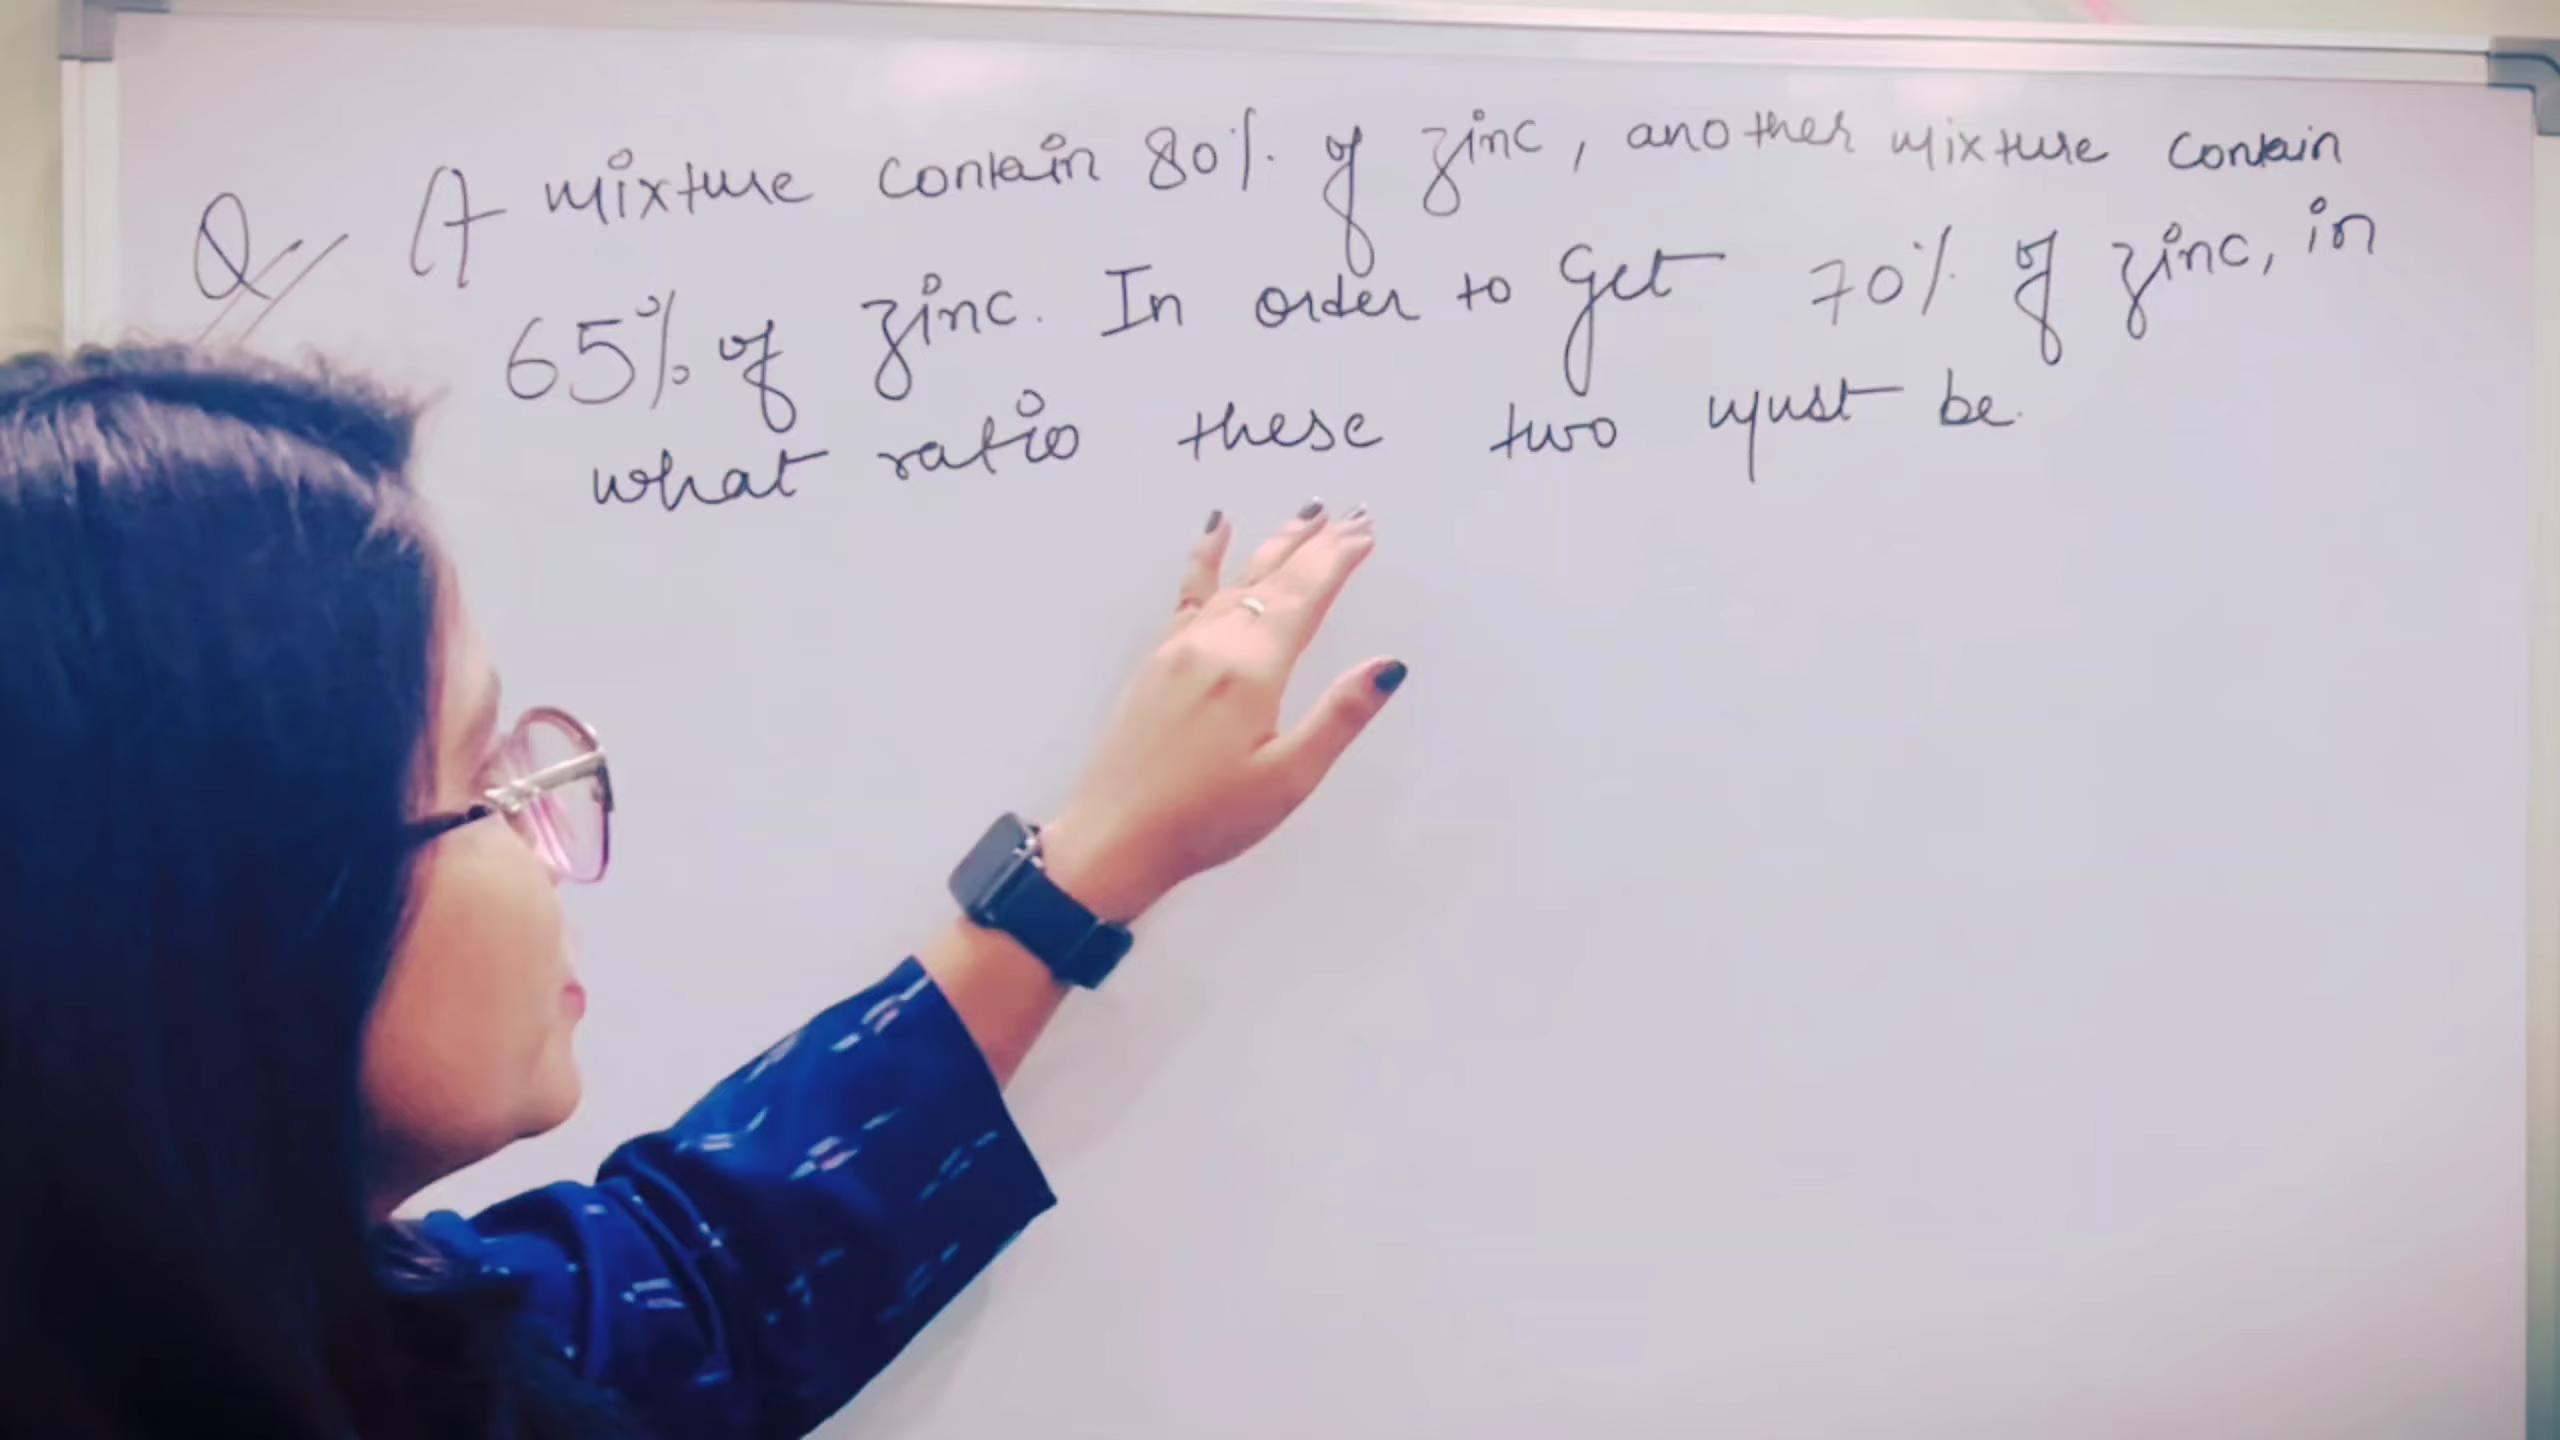 Q A mixture contain 80% of zinc, another mixture contain
65% of zinc. In order to get 70% of zinc, in
what ratio these two must be.